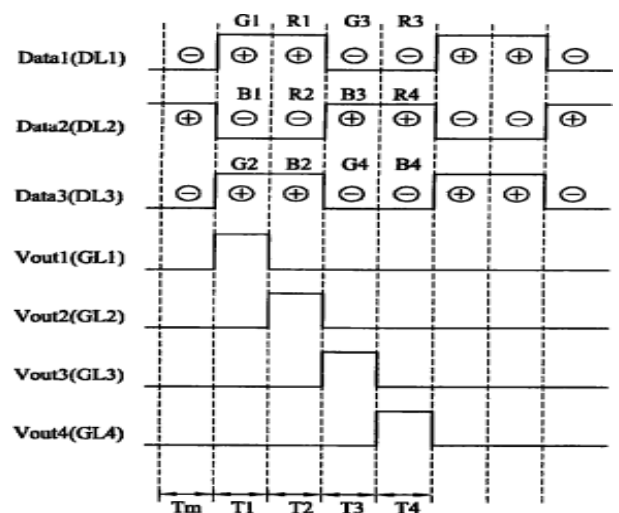 G1 R1 G3 R3
Data1(DL1) ⊖ ⊕ ⊕ ⊖ ⊖ ⊕ ⊕ ⊖
B1 R2 B3 R4
Data2(DL2) ⊕ ⊖ ⊖ ⊕ ⊕ ⊖ ⊖ ⊕
G2 B2 G4 B4
Data3(DL3) ⊖ ⊕ ⊕ ⊖ ⊖ ⊕ ⊕ ⊖
Vout1(GL1)
Vout2(GL2)
Vout3(GL3)
Vout4(GL4)
Tm T1 T2 T3 T4